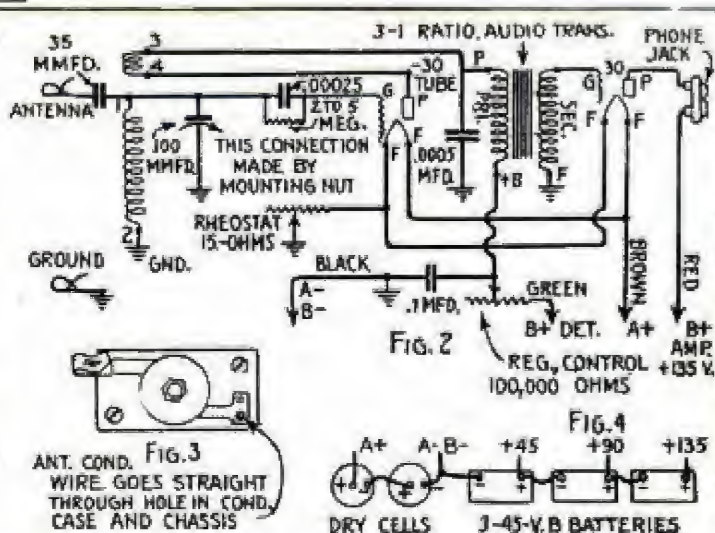 3-1 RATIO, AUDIO TRANS.
PHONE
JACK
35
MMFD.
ANTENNA
3
4
1
2
.00025
2 TO 5
MEG.
-30
TUBE
G
P
F
F
P
PRI.
+B
SEC.
F
30
G
P
F
F
100
MMFD.
THIS CONNECTION
MADE BY
MOUNTING NUT
.0005
MFD.
RHEOSTAT
15-OHMS
GROUND
GND.
BLACK
A-
B-
.1 MFD.
GREEN
BROWN
RED
FIG. 2
B+ DET.
A+
B+
AMP.
+135 V.
REG. CONTROL
100,000 OHMS
FIG. 3
ANT. COND.
WIRE GOES STRAIGHT
THROUGH HOLE IN COND.
CASE AND CHASSIS
FIG. 4
A+
A-B-
+45
+90
+135
+
-
+
-
DRY CELLS
3-45-V. B BATTERIES